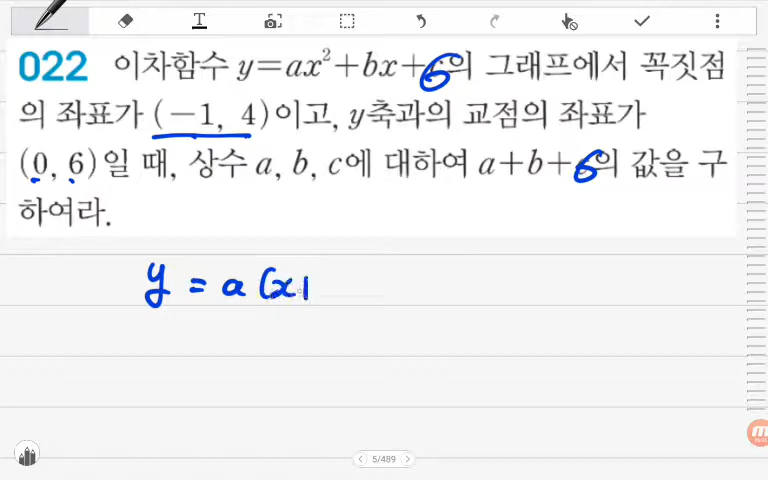 022 이차함수 y=ax²+bx+6의 그래프에서 꼭짓점
의 좌표가 (−1, 4)이고, y축과의 교점의 좌표가
(0, 6)일 때, 상수 a, b, c에 대하여 a+b+6의 값을 구
하여라.
y = a (x
5/489